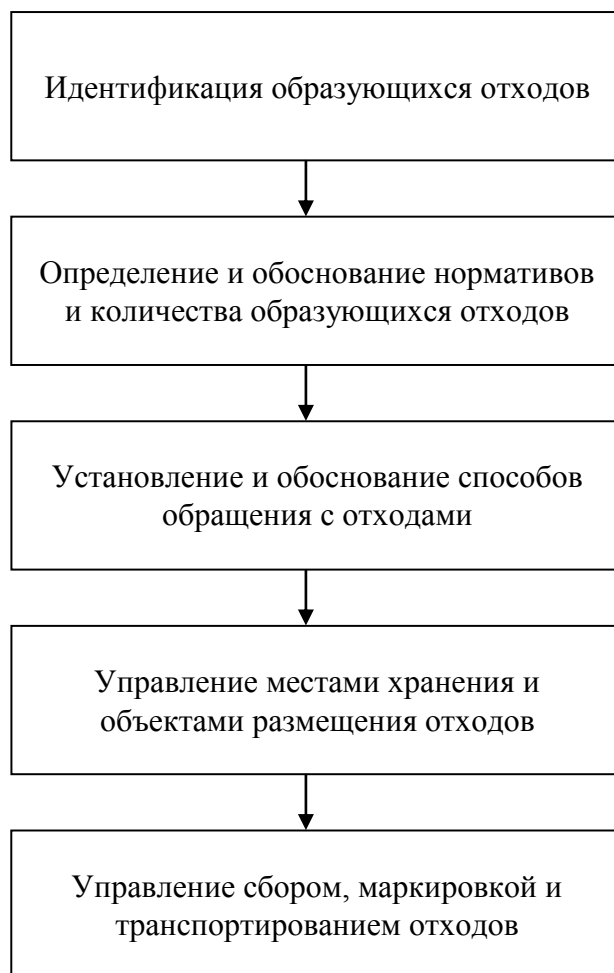 Идентификация образующихся отходов
Определение и обоснование нормативов
и количества образующихся отходов
Установление и обоснование способов
обращения с отходами
Управление местами хранения и
объектами размещения отходов
Управление сбором, маркировкой и
транспортированием отходов